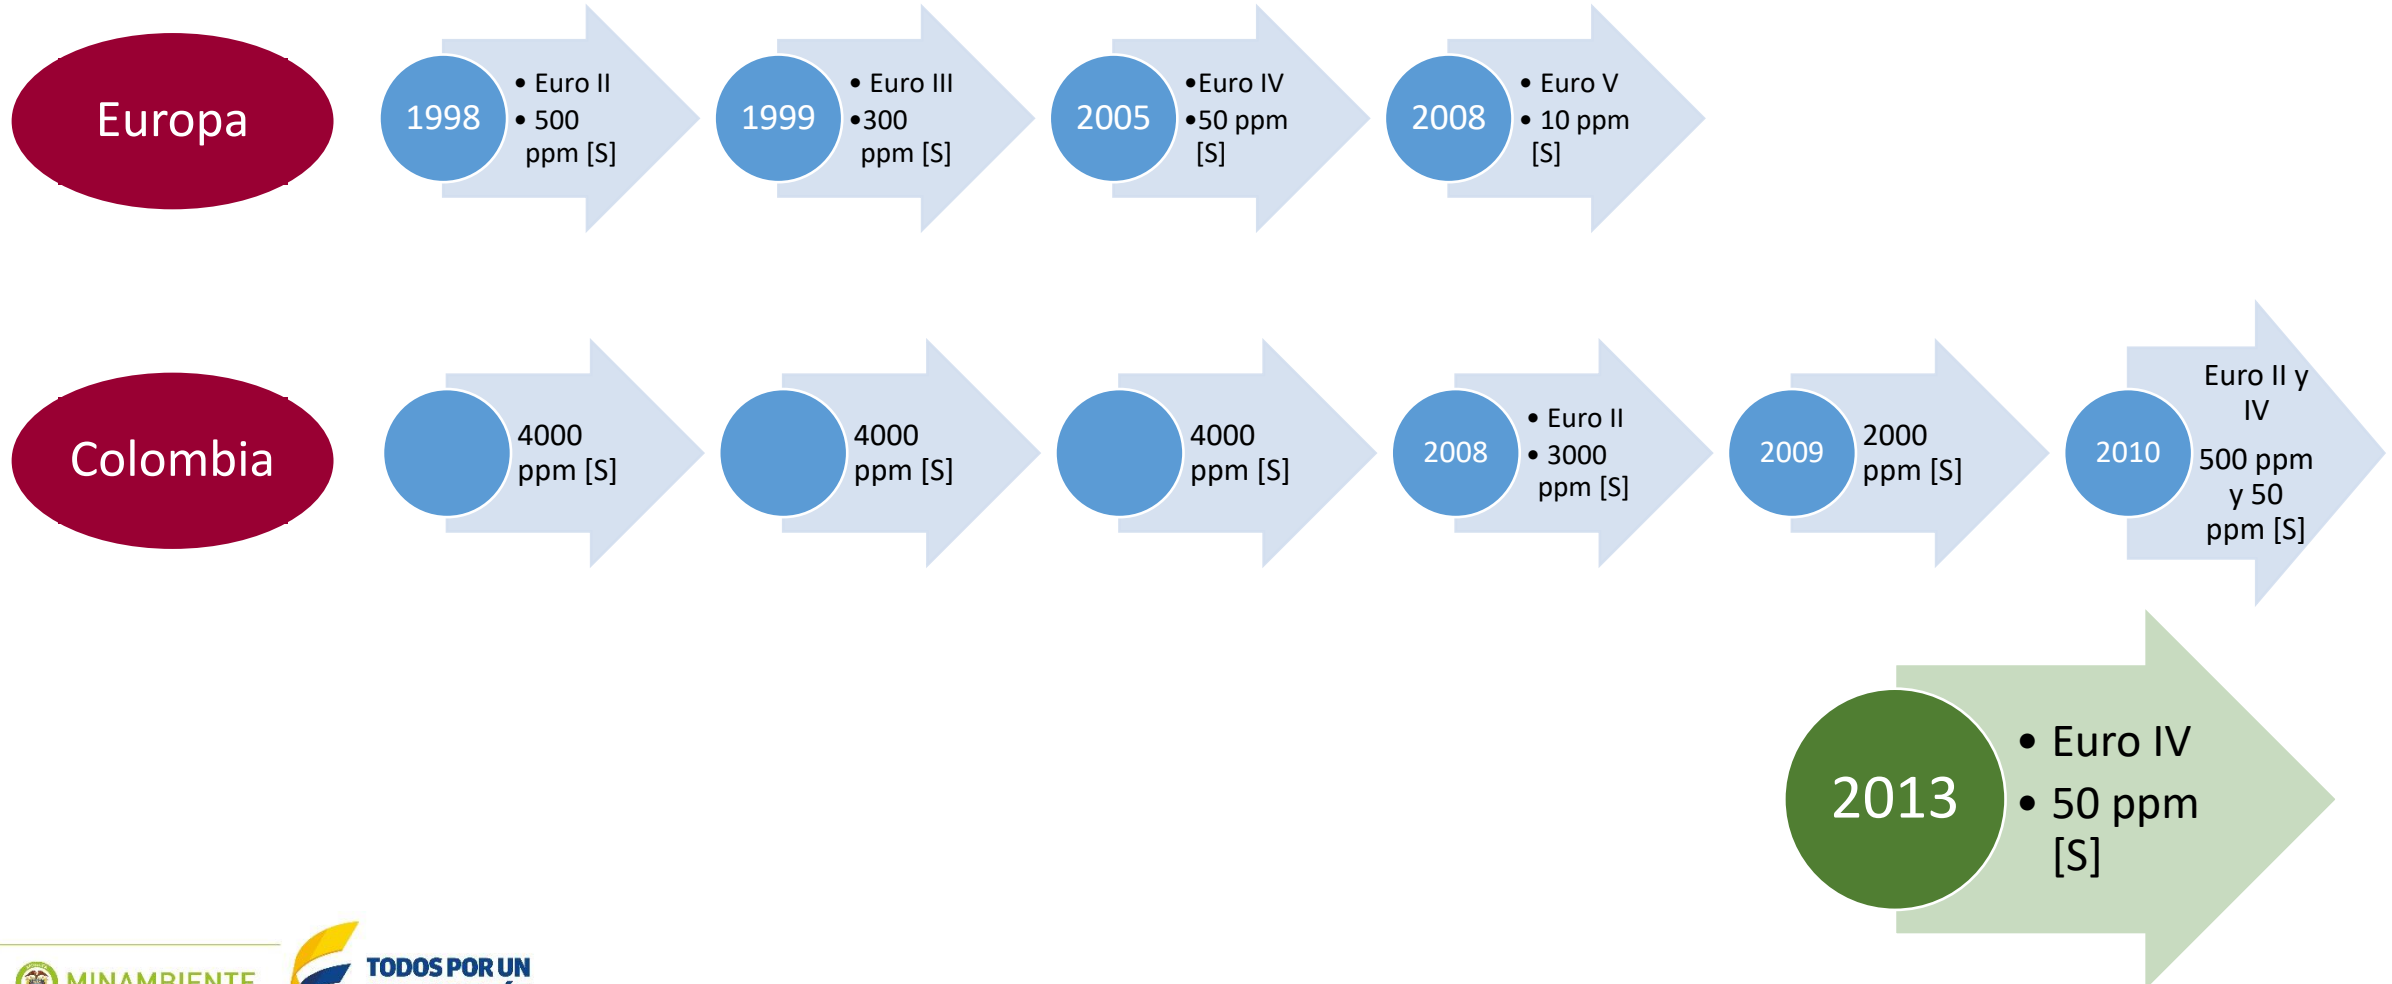 Europa
1998
• Euro II
• 500
ppm [S]
1999
• Euro III
•300
ppm [S]
2005
•Euro IV
•50 ppm
[S]
2008
• Euro V
• 10 ppm
[S]
Colombia
4000
ppm [S]
4000
ppm [S]
4000
ppm [S]
2008
• Euro II
• 3000
ppm [S]
2009
2000
ppm [S]
2010
Euro II y
IV
500 ppm
y 50
ppm [S]
2013
• Euro IV
• 50 ppm
[S]
MINAMBIENTE
TODOS POR UN